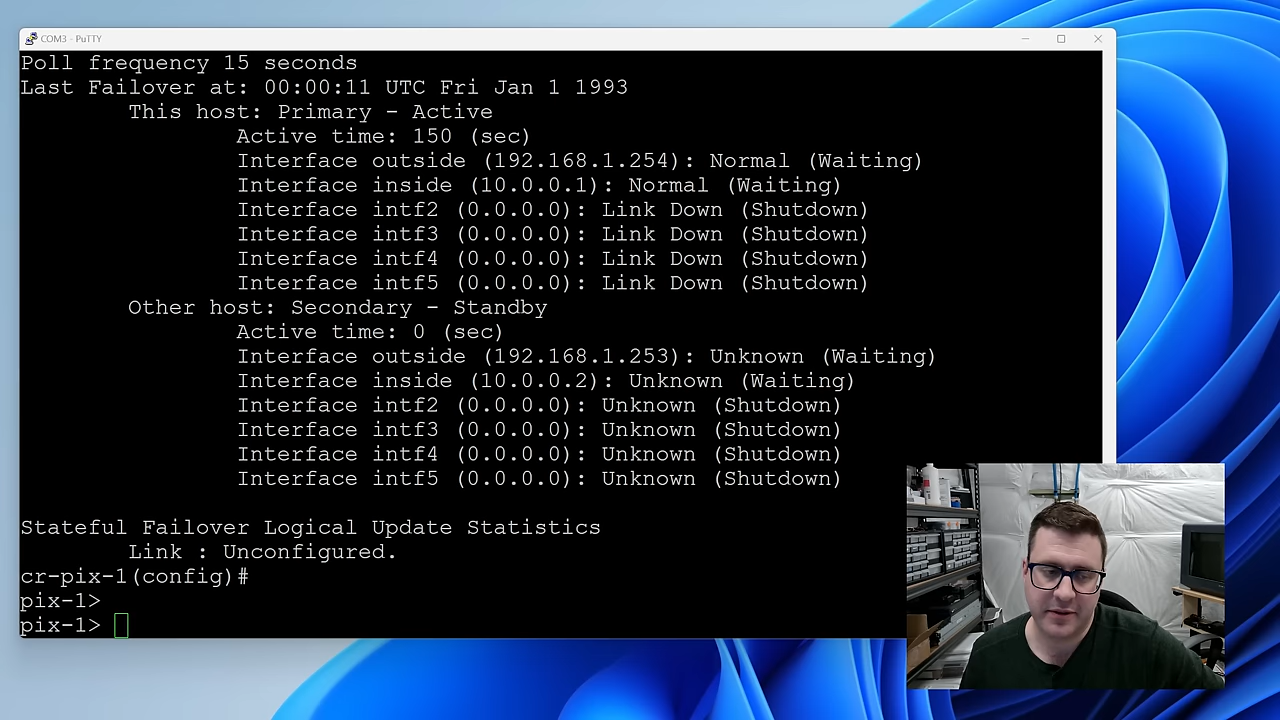 COM3 - PuTTY
Poll frequency 15 seconds
Last Failover at: 00:00:11 UTC Fri Jan 1 1993
This host: Primary - Active
Active time: 150 (sec)
Interface outside (192.168.1.254): Normal (Waiting)
Interface inside (10.0.0.1): Normal (Waiting)
Interface intf2 (0.0.0.0): Link Down (Shutdown)
Interface intf3 (0.0.0.0): Link Down (Shutdown)
Interface intf4 (0.0.0.0): Link Down (Shutdown)
Interface intf5 (0.0.0.0): Link Down (Shutdown)
Other host: Secondary - Standby
Active time: 0 (sec)
Interface outside (192.168.1.253): Unknown (Waiting)
Interface inside (10.0.0.2): Unknown (Waiting)
Interface intf2 (0.0.0.0): Unknown (Shutdown)
Interface intf3 (0.0.0.0): Unknown (Shutdown)
Interface intf4 (0.0.0.0): Unknown (Shutdown)
Interface intf5 (0.0.0.0): Unknown (Shutdown)
Stateful Failover Logical Update Statistics
Link : Unconfigured.
cr-pix-1(config)#
pix-1>
pix-1>